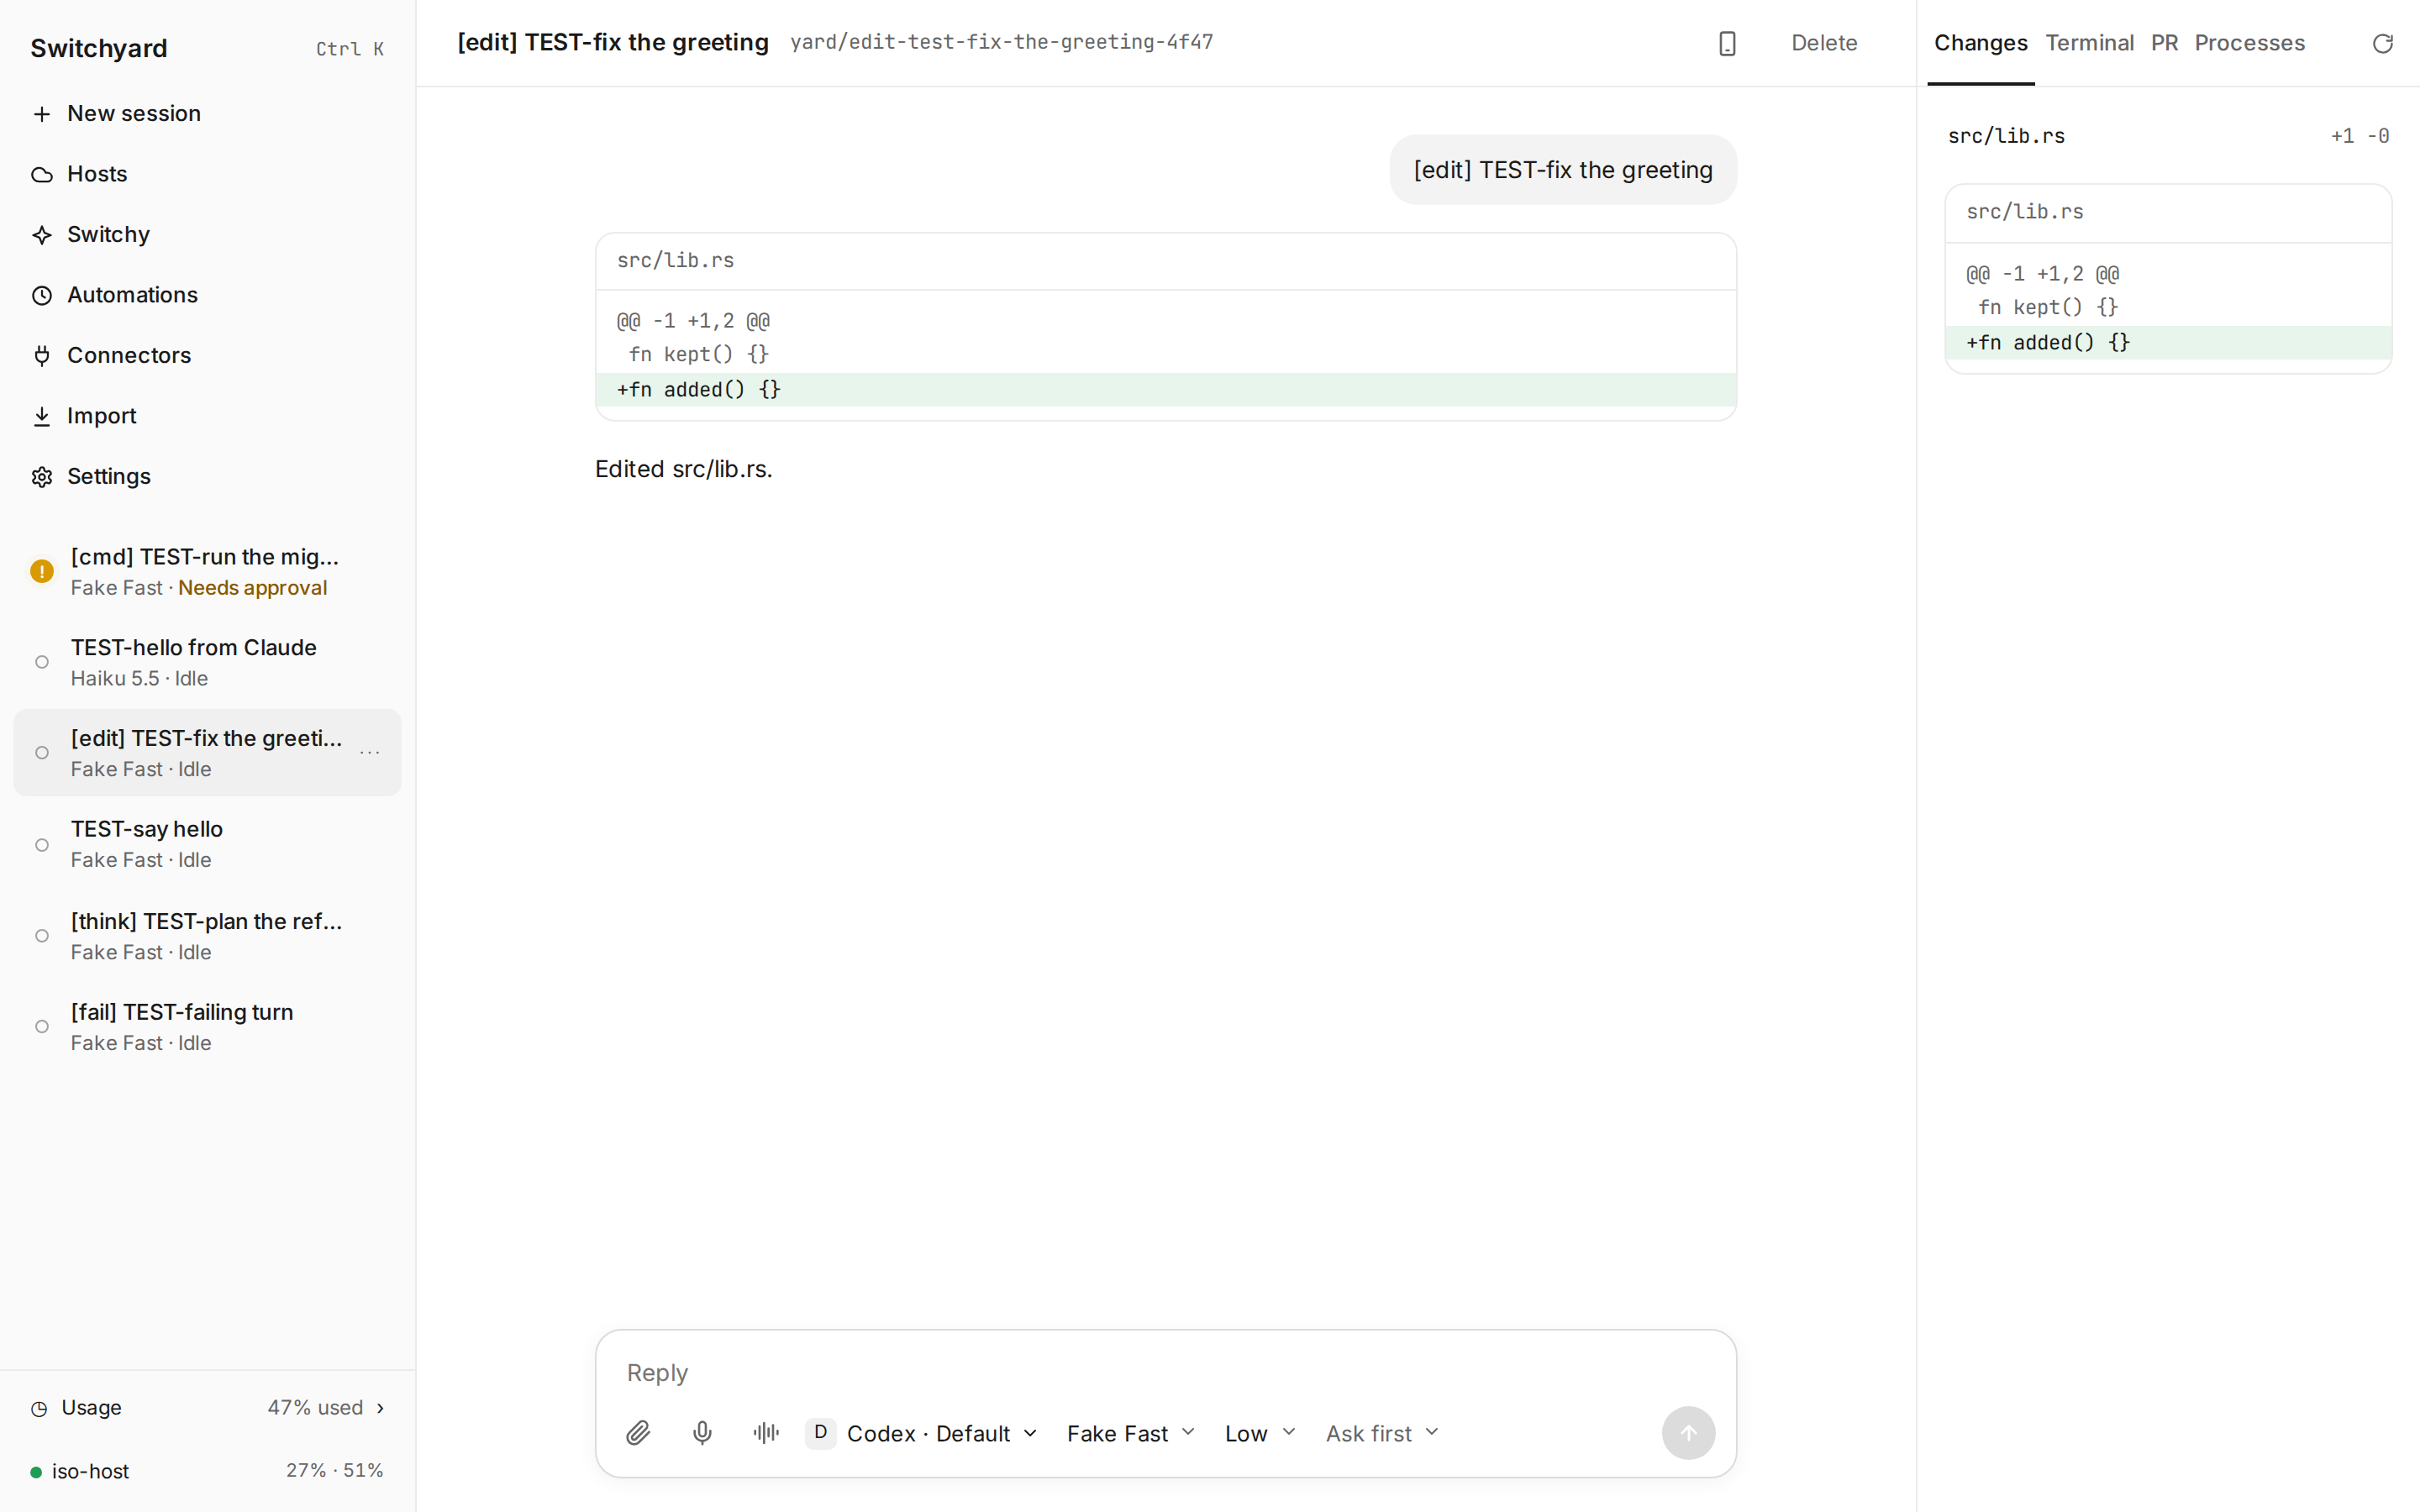 Switchyard Ctrl K
New session
Hosts
Switchy
Automations
Connectors
Import
Settings
[cmd] TEST-run the mig...
Fake Fast · Needs approval
TEST-hello from Claude
Haiku 5.5 · Idle
[edit] TEST-fix the greeti...
Fake Fast · Idle
TEST-say hello
Fake Fast · Idle
[think] TEST-plan the ref...
Fake Fast · Idle
[fail] TEST-failing turn
Fake Fast · Idle
Usage 47% used
iso-host 27% · 51%
[edit] TEST-fix the greeting yard/edit-test-fix-the-greeting-4f47 Delete
[edit] TEST-fix the greeting
src/lib.rs
@@ -1 +1,2 @@
fn kept() {}
+fn added() {}
Edited src/lib.rs.
Reply
D Codex · Default Fake Fast Low Ask first
Changes Terminal PR Processes
src/lib.rs +1 -0
src/lib.rs
@@ -1 +1,2 @@
fn kept() {}
+fn added() {}